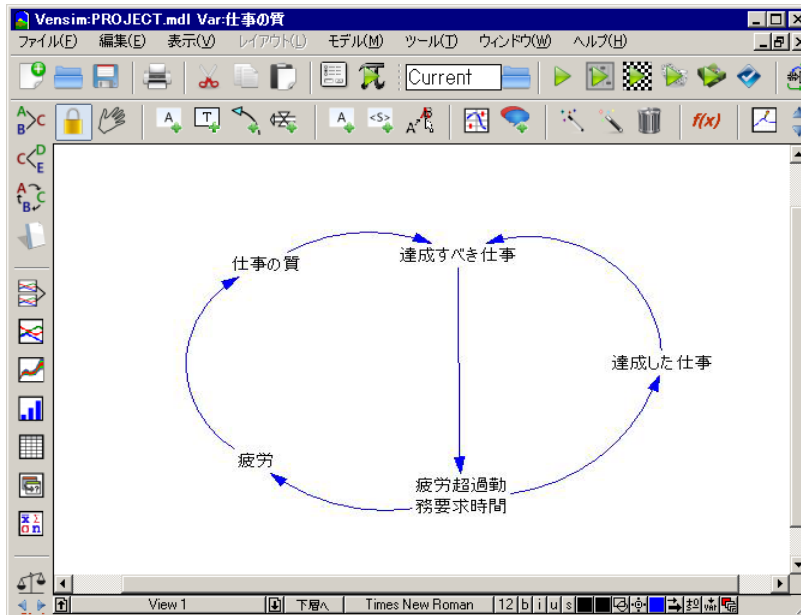 Vensim:PROJECT.mdl Var:仕事の質
ファイル(F) 編集(E) 表示(V) レイアウト(L) モデル(M) ツール(T) ウィンドウ(W) ヘルプ(H)
Current
f(x)
仕事の質
達成すべき仕事
達成した仕事
疲労
疲労超過勤
務要求時間
View 1 下層へ Times New Roman 12 b i u s